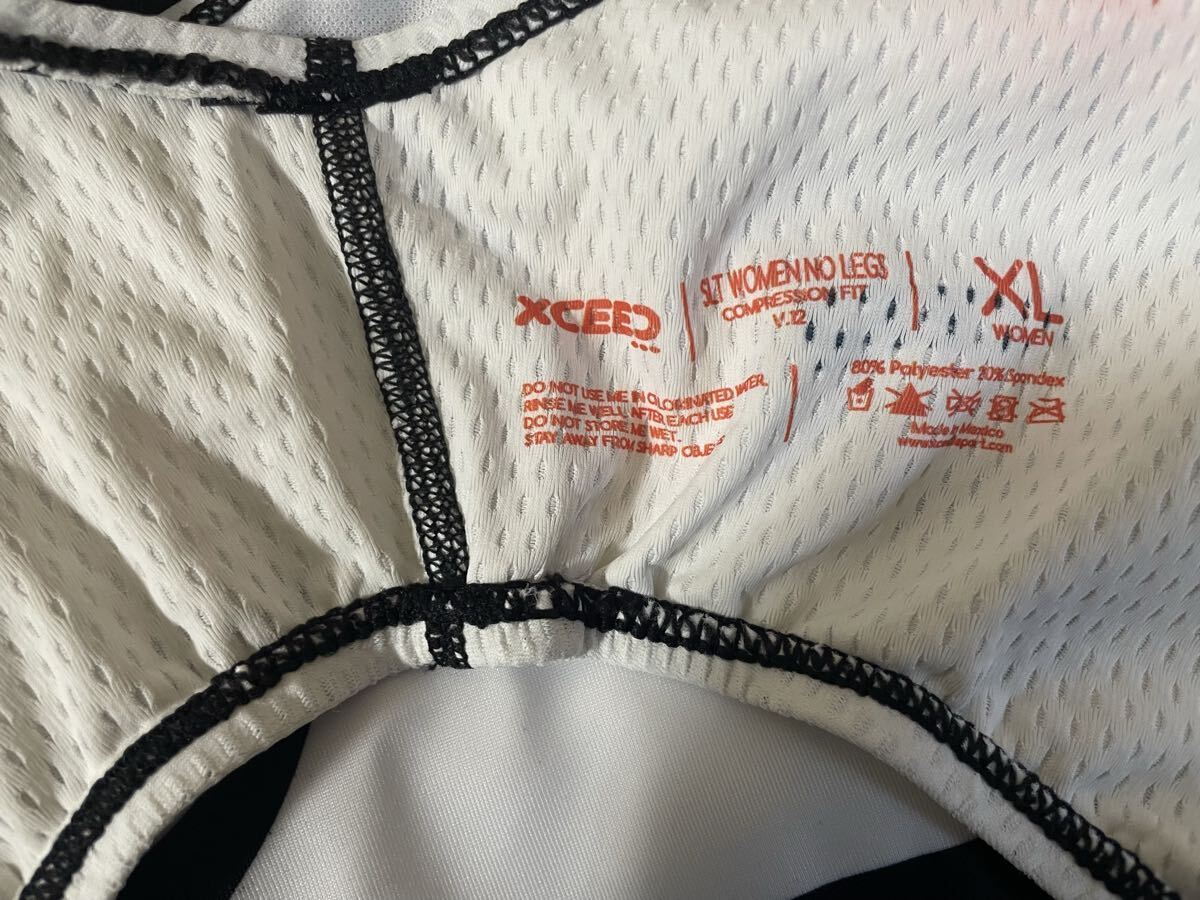 XCEED
SLT WOMEN NO LEGS
COMPRESSION FIT
V.12
XL
WOMEN
DO NOT USE ME IN CLORINATED WATER,
RINSE ME WELL AFTER EACH USE
DO NOT STORE ME WET.
STAY AWAY FROM SHARP
80% Polyester 20% Spandex
Made in Mexico